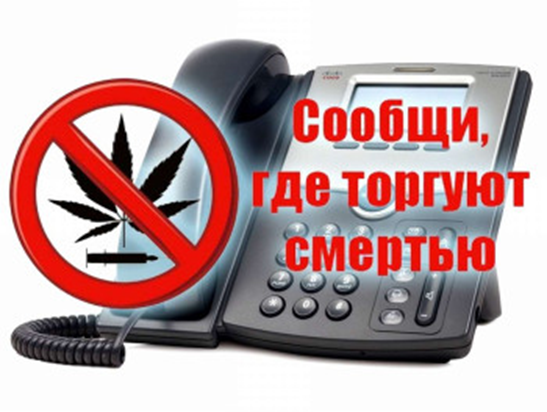 Сообщи,
где торгуют
смертью